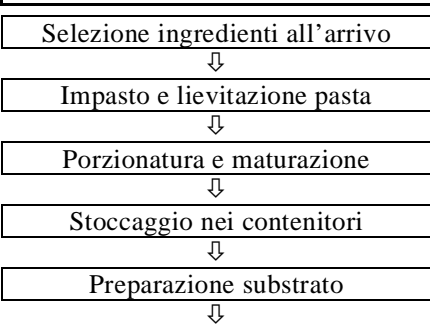 Selezione ingredienti all’arrivo
⇩
Impasto e lievitazione pasta
⇩
Porzionatura e maturazione
⇩
Stoccaggio nei contenitori
⇩
Preparazione substrato
⇩